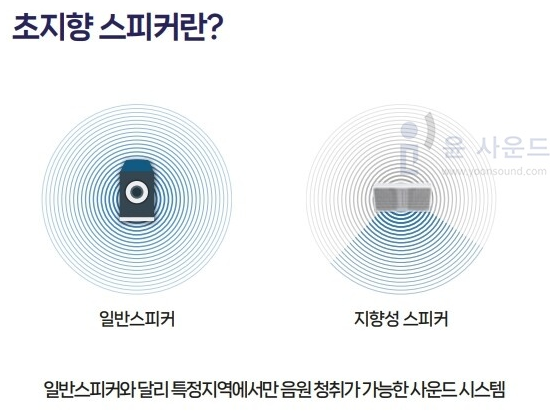 초지향 스피커란?
윤 사운드
www.yoonsound.com
일반스피커
지향성 스피커
일반스피커와 달리 특정지역에서만 음원 청취가 가능한 사운드 시스템